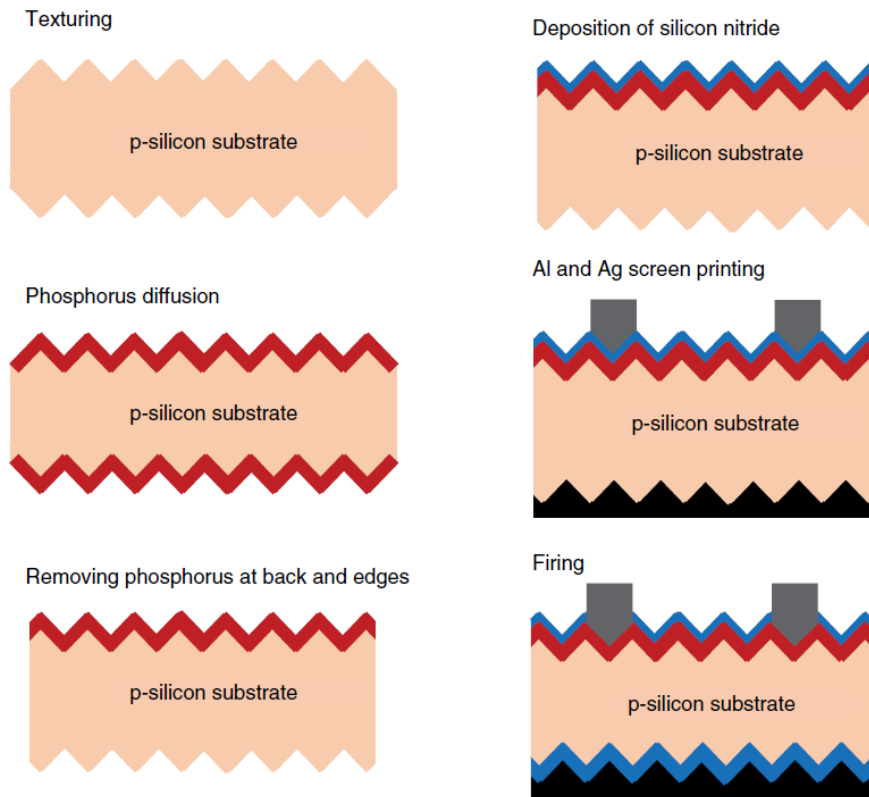 Texturing
p-silicon substrate
Phosphorus diffusion
p-silicon substrate
Removing phosphorus at back and edges
p-silicon substrate
Deposition of silicon nitride
p-silicon substrate
Al and Ag screen printing
p-silicon substrate
Firing
p-silicon substrate